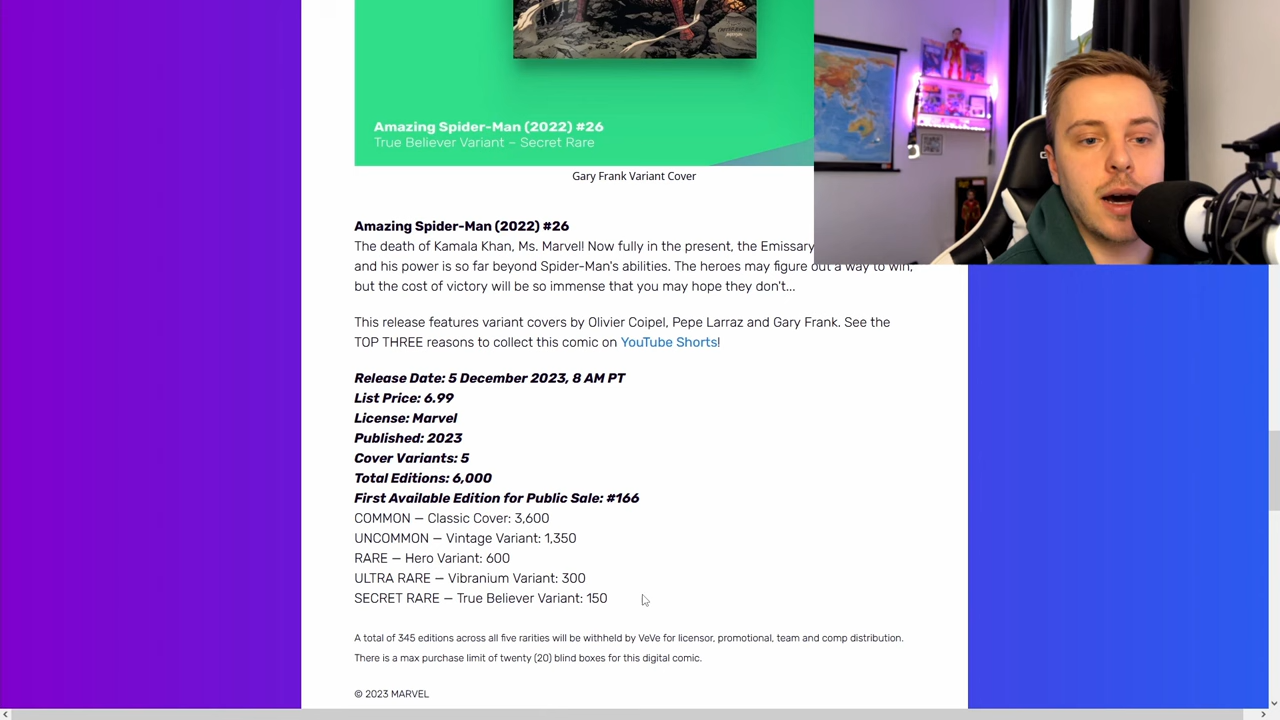 Amazing Spider-Man (2022) #26
True Believer Variant – Secret Rare
Gary Frank Variant Cover
Amazing Spider-Man (2022) #26
The death of Kamala Khan, Ms. Marvel! Now fully in the present, the Emissary
and his power is so far beyond Spider-Man's abilities. The heroes may figure out a way to win,
but the cost of victory will be so immense that you may hope they don't...
This release features variant covers by Olivier Coipel, Pepe Larraz and Gary Frank. See the
TOP THREE reasons to collect this comic on YouTube Shorts!
Release Date: 5 December 2023, 8 AM PT
List Price: 6.99
License: Marvel
Published: 2023
Cover Variants: 5
Total Editions: 6,000
First Available Edition for Public Sale: #166
COMMON — Classic Cover: 3,600
UNCOMMON — Vintage Variant: 1,350
RARE — Hero Variant: 600
ULTRA RARE — Vibranium Variant: 300
SECRET RARE — True Believer Variant: 150
A total of 345 editions across all five rarities will be withheld by VeVe for licensor, promotional, team and comp distribution.
There is a max purchase limit of twenty (20) blind boxes for this digital comic.
© 2023 MARVEL